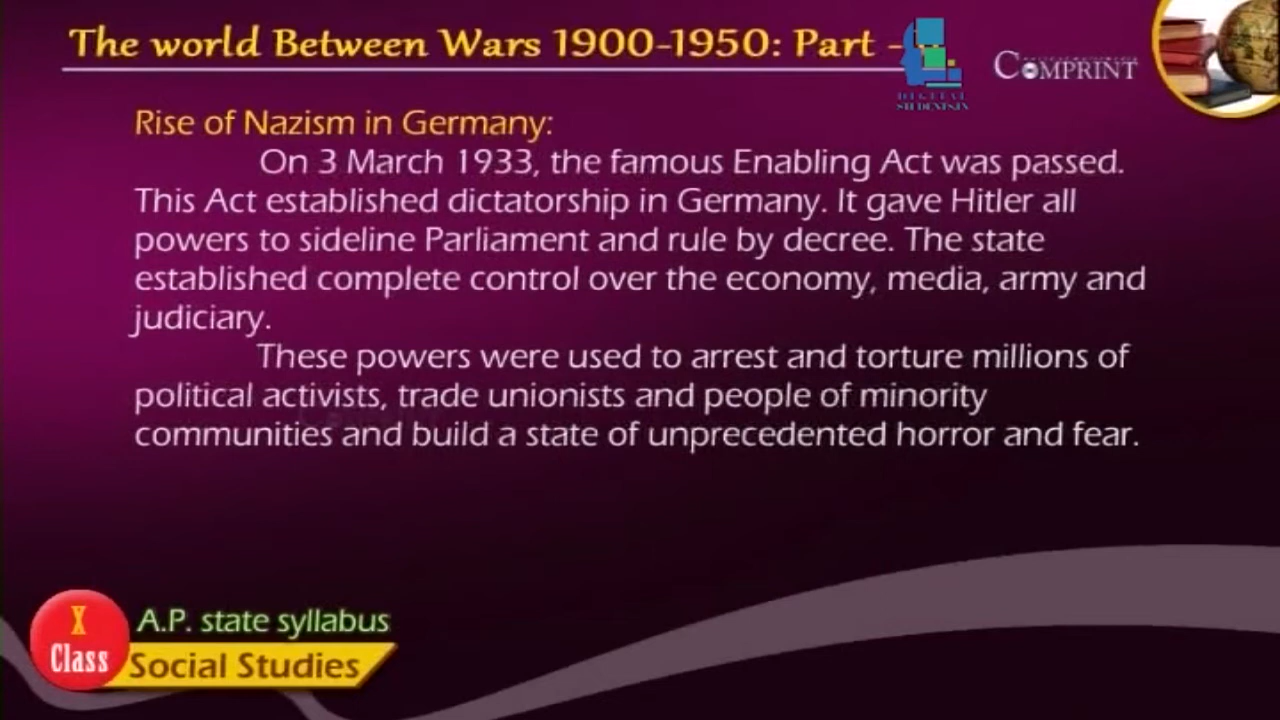 The world Between Wars 1900-1950: Part -
COMPRINT
DIGITAL
STUDENTS.IN
Rise of Nazism in Germany:
On 3 March 1933, the famous Enabling Act was passed.
This Act established dictatorship in Germany. It gave Hitler all
powers to sideline Parliament and rule by decree. The state
established complete control over the economy, media, army and
judiciary.
These powers were used to arrest and torture millions of
political activists, trade unionists and people of minority
communities and build a state of unprecedented horror and fear.
X
Class
A.P. state syllabus
Social Studies